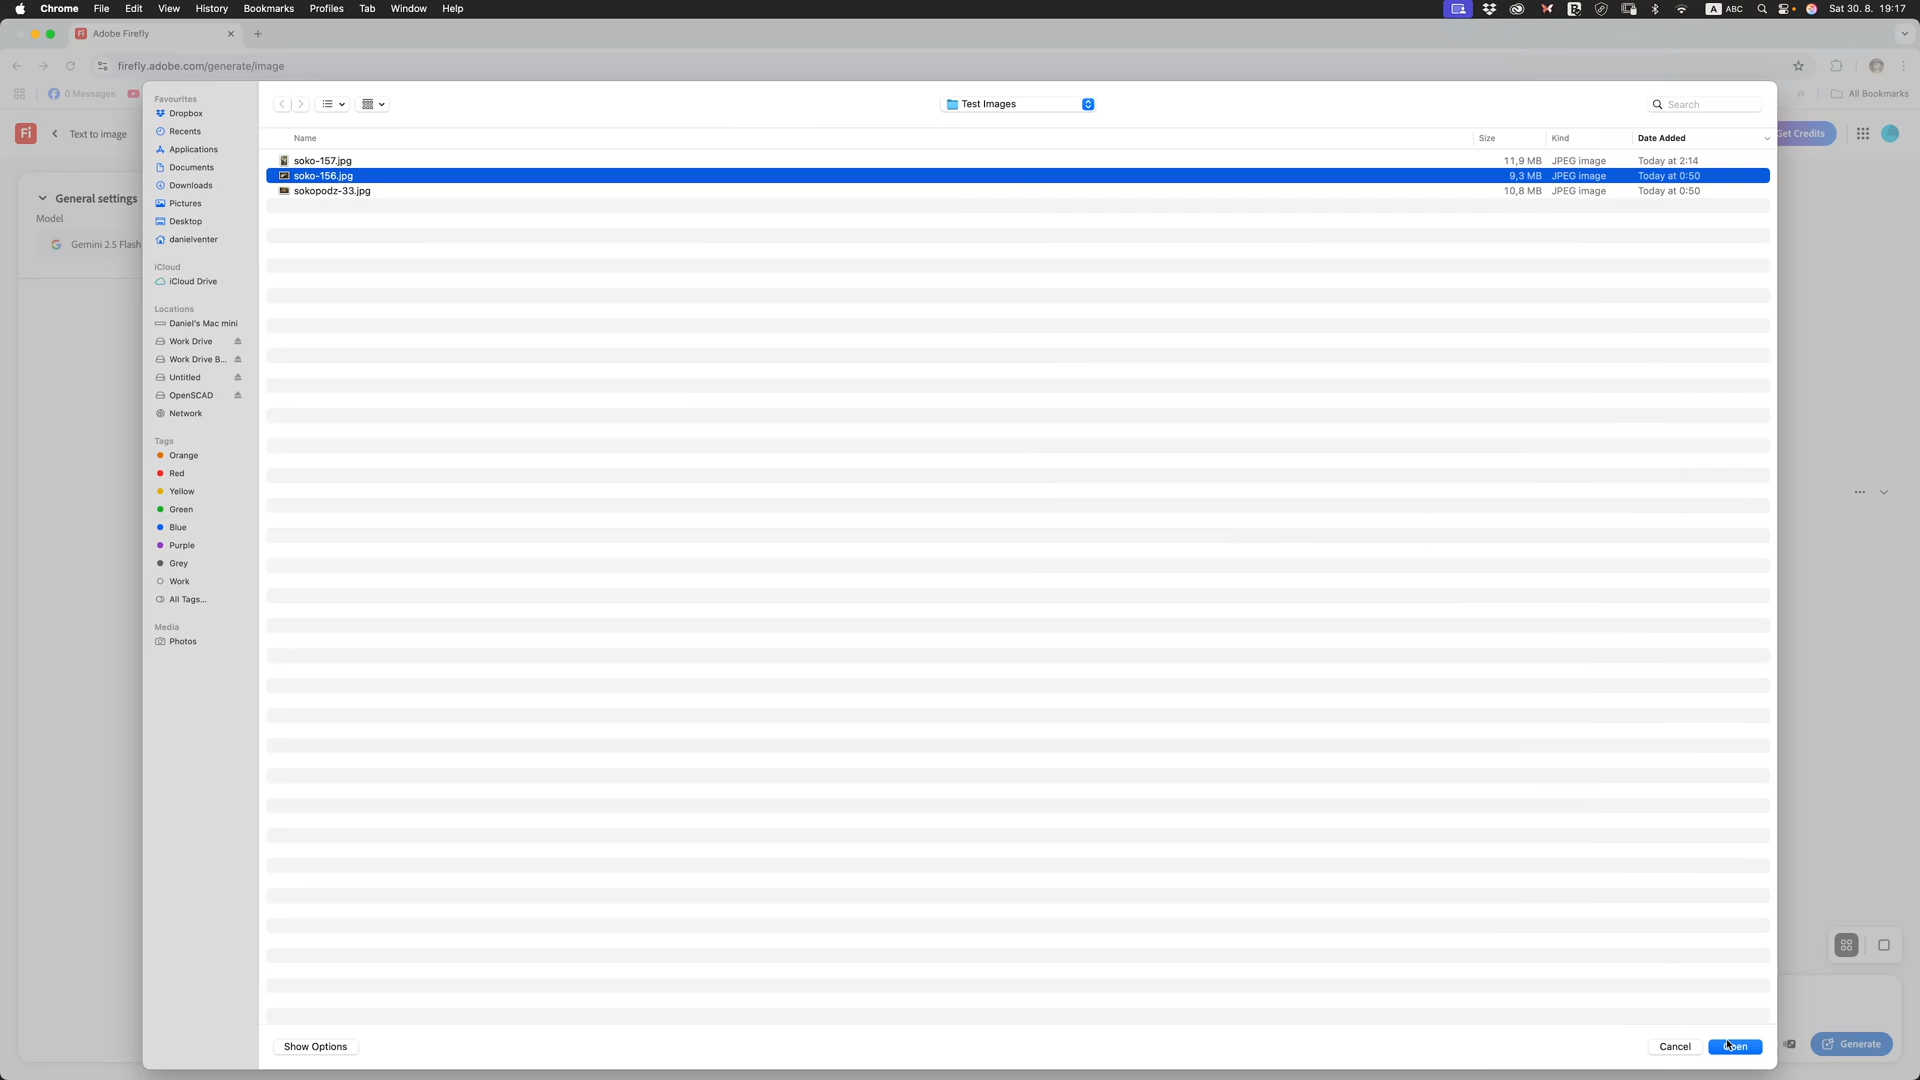 Chrome File Edit View History Bookmarks Profiles Tab Window Help A ABC Sat 30. 8. 19:17
Adobe Firefly
firefly.adobe.com/generate/image
0 Messages All Bookmarks
Fi Text to image Get Credits
General settings
Model
Gemini 2.5 Flash
Generate
Favourites
Dropbox
Recents
Applications
Documents
Downloads
Pictures
Desktop
danielventer
iCloud
iCloud Drive
Locations
Daniel's Mac mini
Work Drive
Work Drive B...
Untitled
OpenSCAD
Network
Tags
Orange
Red
Yellow
Green
Blue
Purple
Grey
Work
All Tags...
Media
Photos
Test Images Search
Name Size Kind Date Added
soko-157.jpg 11,9 MB JPEG image Today at 2:14
soko-156.jpg 9,3 MB JPEG image Today at 0:50
sokopodz-33.jpg 10,8 MB JPEG image Today at 0:50
Show Options Cancel Open